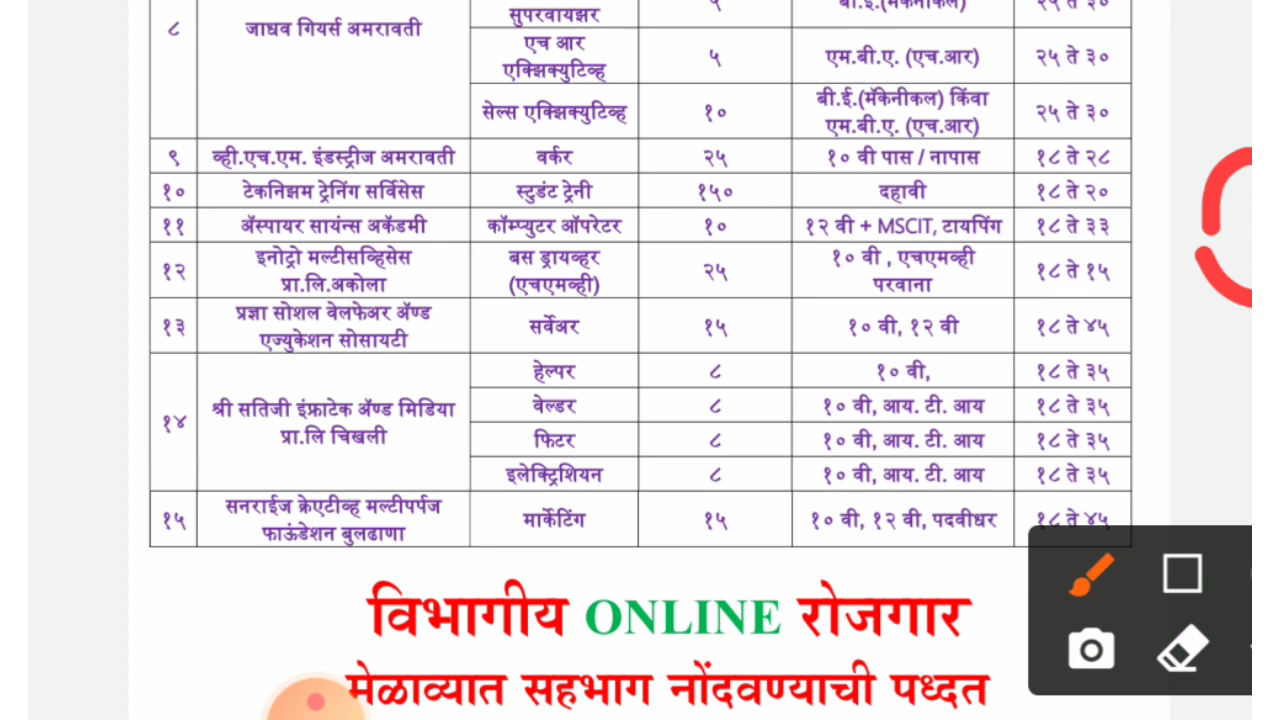 सुपरवायझर ५ बी.ई.(मॅकेनीकल) २५ ते ३०
८ जाधव गियर्स अमरावती
एच आर
एक्झिक्युटिव्ह ५ एम.बी.ए. (एच.आर) २५ ते ३०
सेल्स एक्झिक्युटिव्ह १० बी.ई.(मॅकेनीकल) किंवा
एम.बी.ए. (एच.आर) २५ ते ३०
९ व्ही.एच.एम. इंडस्ट्रीज अमरावती वर्कर २५ १० वी पास / नापास १८ ते २८
१० टेकनिझम ट्रेनिंग सर्विसेस स्टुडंट ट्रेनी १५० दहावी १८ ते २०
११ ॲस्पायर सायंन्स अकॅडमी कॉम्प्युटर ऑपरेटर १० १२ वी + MSCIT, टायपिंग १८ ते ३३
१२ इनोट्रो मल्टीसव्हिसेस
प्रा.लि.अकोला बस ड्रायव्हर
(एचएमव्ही) २५ १० वी , एचएमव्ही
परवाना १८ ते १५
१३ प्रज्ञा सोशल वेलफेअर ॲण्ड
एज्युकेशन सोसायटी सर्वेअर १५ १० वी, १२ वी १८ ते ४५
१४ श्री सतिजी इंफ्राटेक ॲण्ड मिडिया
प्रा.लि चिखली हेल्पर ८ १० वी, १८ ते ३५
वेल्डर ८ १० वी, आय. टी. आय १८ ते ३५
फिटर ८ १० वी, आय. टी. आय १८ ते ३५
इलेक्ट्रिशियन ८ १० वी, आय. टी. आय १८ ते ३५
१५ सनराईज क्रेएटीव्ह मल्टीपर्पज
फाऊंडेशन बुलढाणा मार्केटिंग १५ १० वी, १२ वी, पदवीधर १८ ते ४५
विभागीय ONLINE रोजगार
मेळाव्यात सहभाग नोंदवण्याची पध्दत